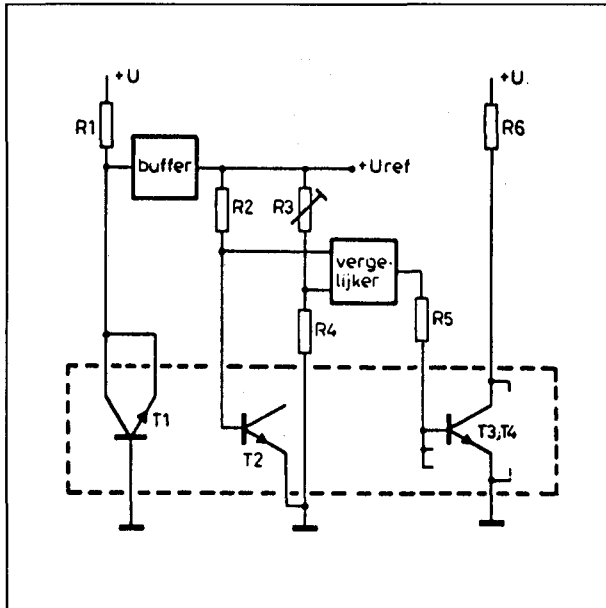 +U
+U
R1
R6
buffer
+Uref
R2
R3
verge-
lijker
R4
R5
T1
T2
T3;T4